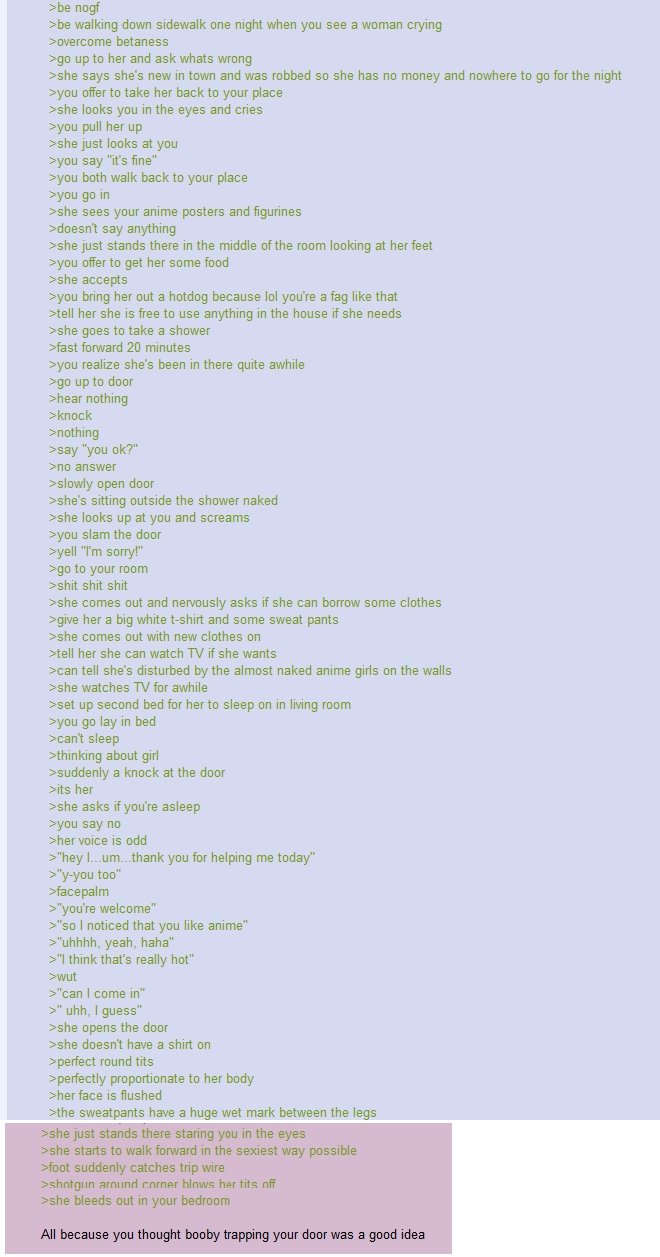 >be nogf
>be walking down sidewalk one night when you see a woman crying
>overcome betaness
>go up to her and ask whats wrong
>she says she's new in town and was robbed so she has no money and nowhere to go for the night
>you offer to take her back to your place
>she looks you in the eyes and cries
>you pull her up
>she just looks at you
>you say "it's fine"
>you both walk back to your place
>you go in
>she sees your anime posters and figurines
>doesn't say anything
>she just stands there in the middle of the room looking at her feet
>you offer to get her some food
>she accepts
>you bring her out a hotdog because lol you're a fag like that
>tell her she is free to use anything in the house if she needs
>she goes to take a shower
>fast forward 20 minutes
>you realize she's been in there quite awhile
>go up to door
>hear nothing
>knock
>nothing
>say "you ok?"
>no answer
>slowly open door
>she's sitting outside the shower naked
>she looks up at you and screams
>you slam the door
>yell "I'm sorry!"
>go to your room
>shit shit shit
>she comes out and nervously asks if she can borrow some clothes
>give her a big white t-shirt and some sweat pants
>she comes out with new clothes on
>tell her she can watch TV if she wants
>can tell she's disturbed by the almost naked anime girls on the walls
>she watches TV for awhile
>set up second bed for her to sleep on in living room
>you go lay in bed
>can't sleep
>thinking about girl
>suddenly a knock at the door
>its her
>she asks if you're asleep
>you say no
>her voice is odd
>"hey I...um...thank you for helping me today"
>"y-you too"
>facepalm
>"you're welcome"
>"so I noticed that you like anime"
>"uhhhh, yeah, haha"
>"I think that's really hot"
>wut
>"can I come in"
>" uhh, I guess"
>she opens the door
>she doesn't have a shirt on
>perfect round tits
>perfectly proportionate to her body
>her face is flushed
>the sweatpants have a huge wet mark between the legs
>she just stands there staring you in the eyes
>she starts to walk forward in the sexiest way possible
>foot suddenly catches trip wire
>shotgun around corner blows her tits off
>she bleeds out in your bedroom
All because you thought booby trapping your door was a good idea